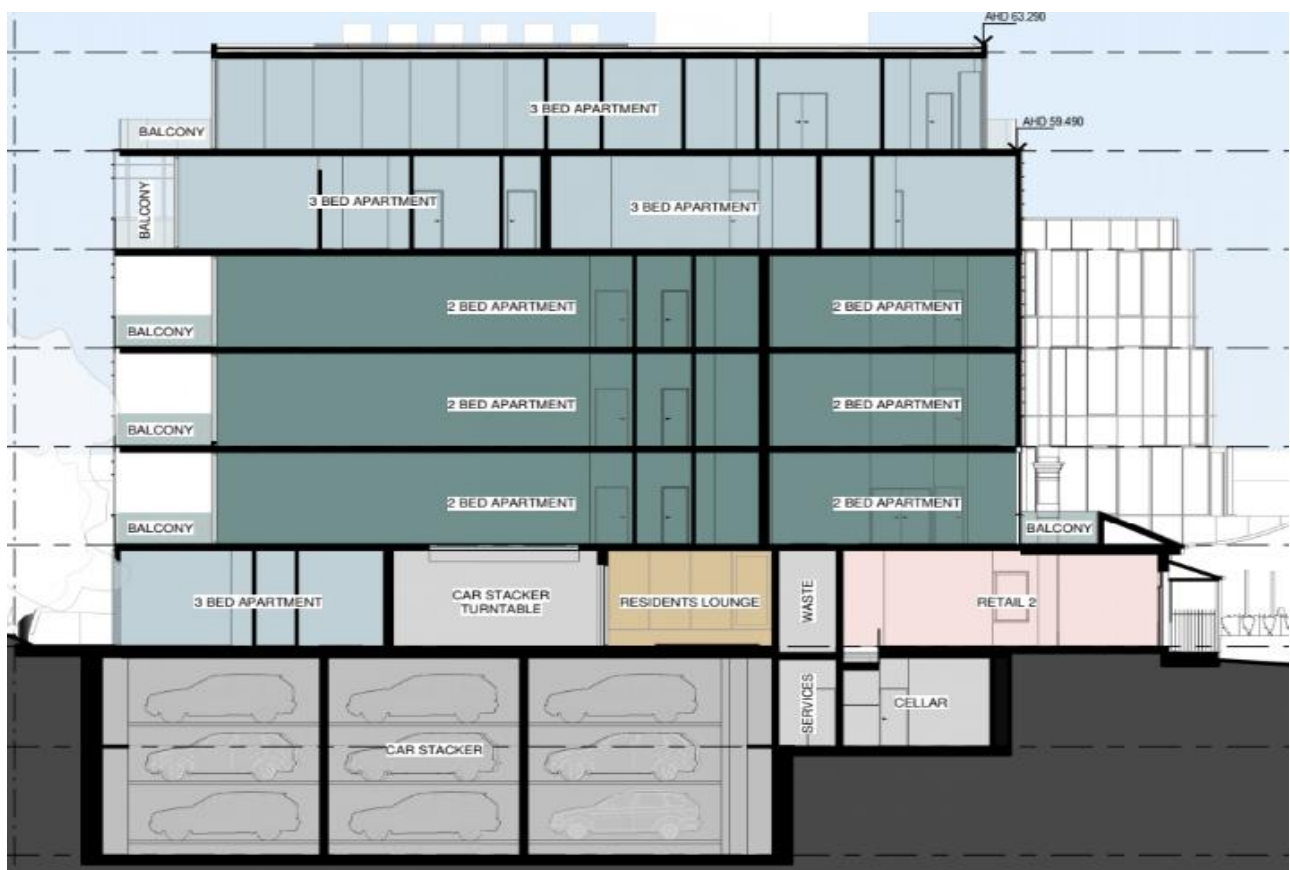 AHD 63.290
3 BED APARTMENT
BALCONY
AHD 59.490
BALCONY
3 BED APARTMENT
3 BED APARTMENT
2 BED APARTMENT
2 BED APARTMENT
BALCONY
2 BED APARTMENT
2 BED APARTMENT
BALCONY
2 BED APARTMENT
2 BED APARTMENT
BALCONY
BALCONY
3 BED APARTMENT
CAR STACKER
TURNTABLE
RESIDENTS LOUNGE
WASTE
RETAIL 2
SERVICES
CELLAR
CAR STACKER